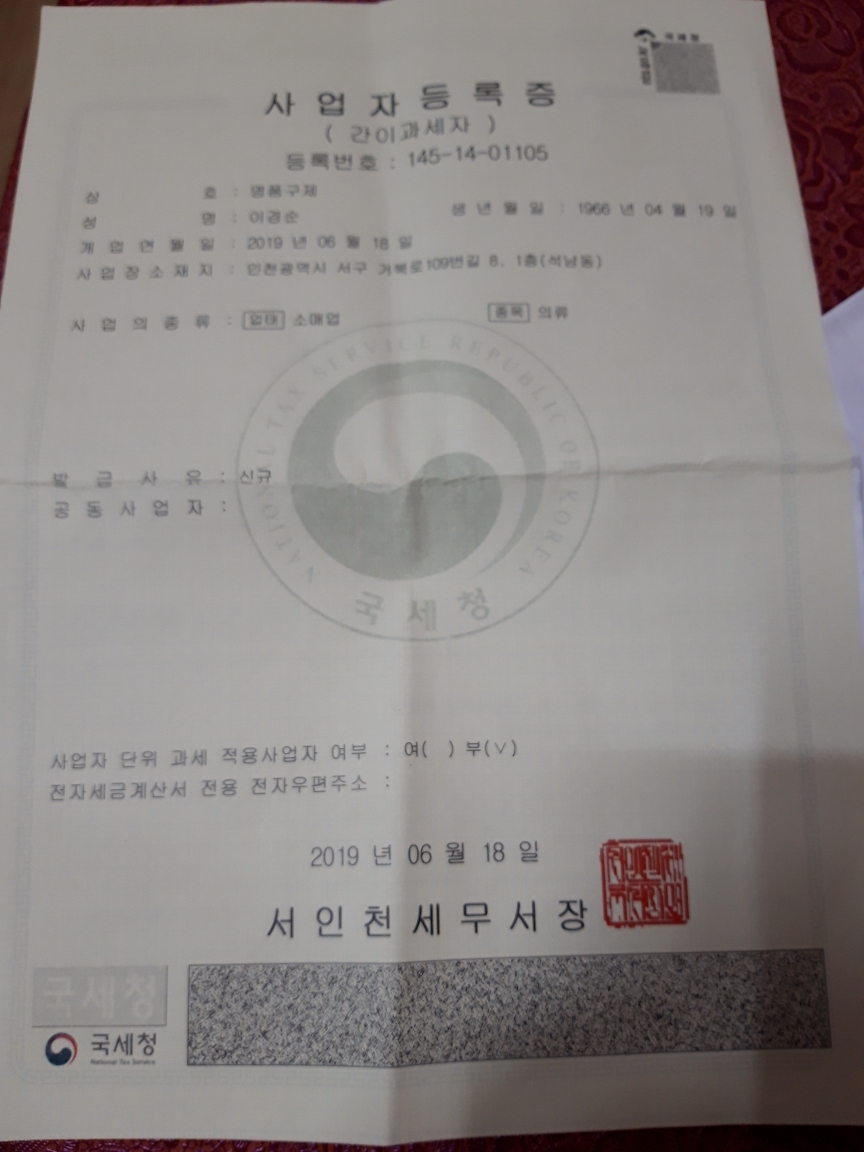 국세청
사업자등록증
( 간이과세자 )
등록번호 : 145-14-01105
상 호 : 명품구제
성 명 : 이경순 생 년 월 일 : 1966 년 04 월 19 일
개 업 연 월 일 : 2019 년 06 월 18 일
사 업 장 소 재 지 : 인천광역시 서구 거북로109번길 8, 1층(석남동)
사 업 의 종 류 : 업태 소매업 종목 의류
NATIONAL TAX SERVICE REPUBLIC OF KOREA
국세청
발 급 사 유 : 신규
공 동 사 업 자 :
사업자 단위 과세 적용사업자 여부 : 여( ) 부(∨)
전자세금계산서 전용 전자우편주소 :
2019 년 06 월 18 일
서인천세무서장
국세청
국세청
National Tax Service